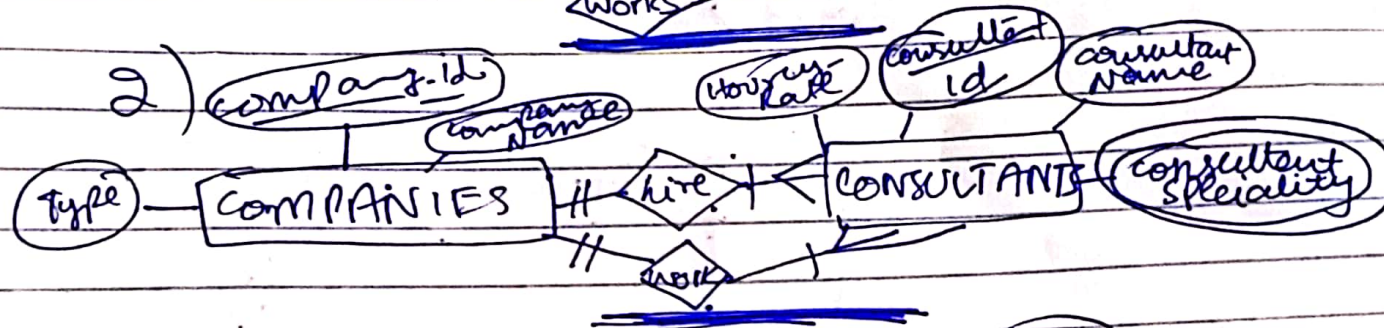 works
2)
company-id
company
Name
Hourly
Rate
consultant
id
consultant
Name
Type
COMPANIES
hire
CONSULTANTS
consultant
speciality
work